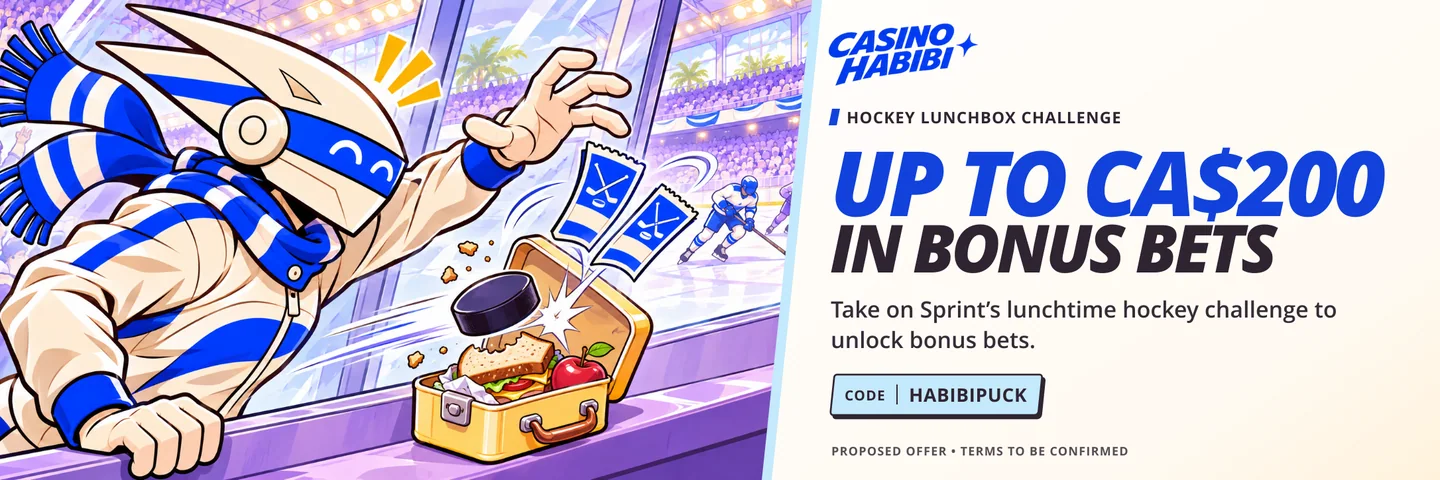 CASINO
HABIBI
HOCKEY LUNCHBOX CHALLENGE
UP TO CA$200
IN BONUS BETS
Take on Sprint’s lunchtime hockey challenge to
unlock bonus bets.
CODE | HABIBIPUCK
PROPOSED OFFER • TERMS TO BE CONFIRMED